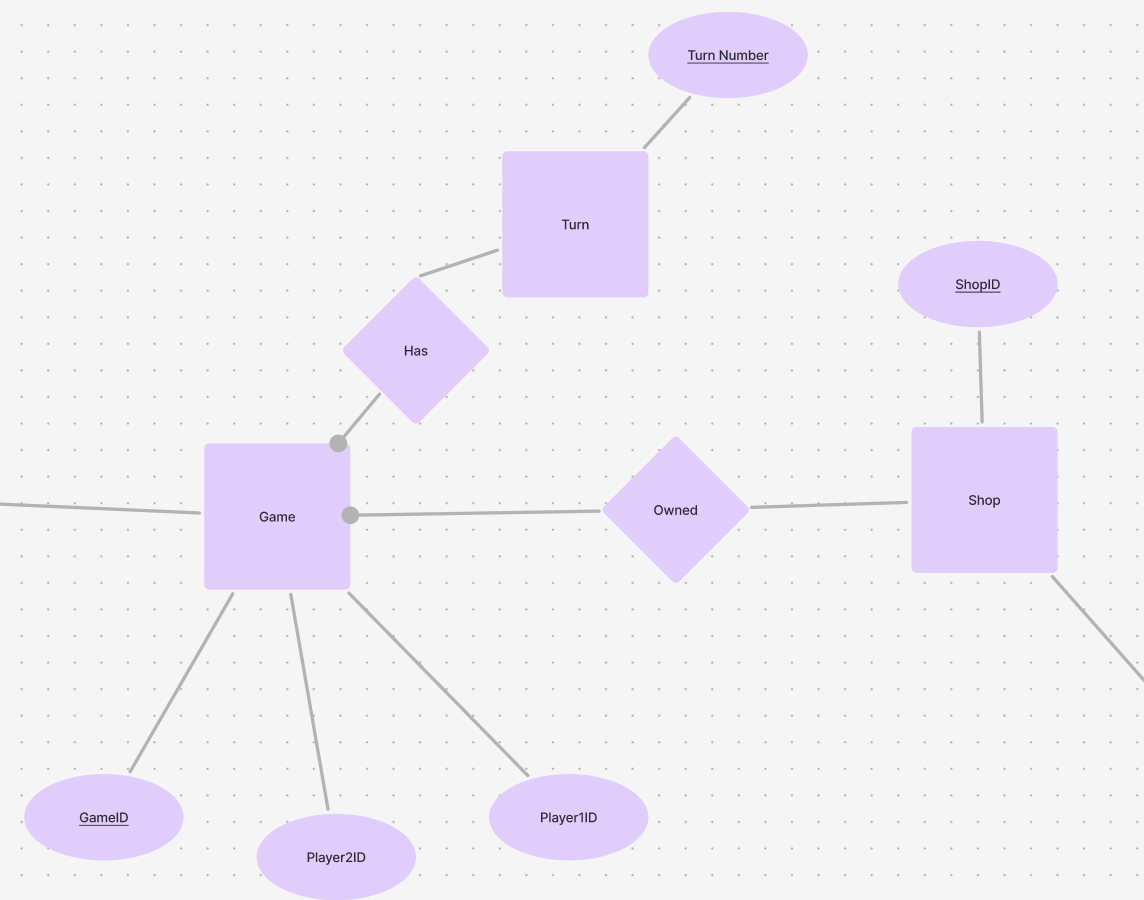 Turn Number
Turn
ShopID
Has
Shop
Owned
Game
GameID
Player1ID
Player2ID